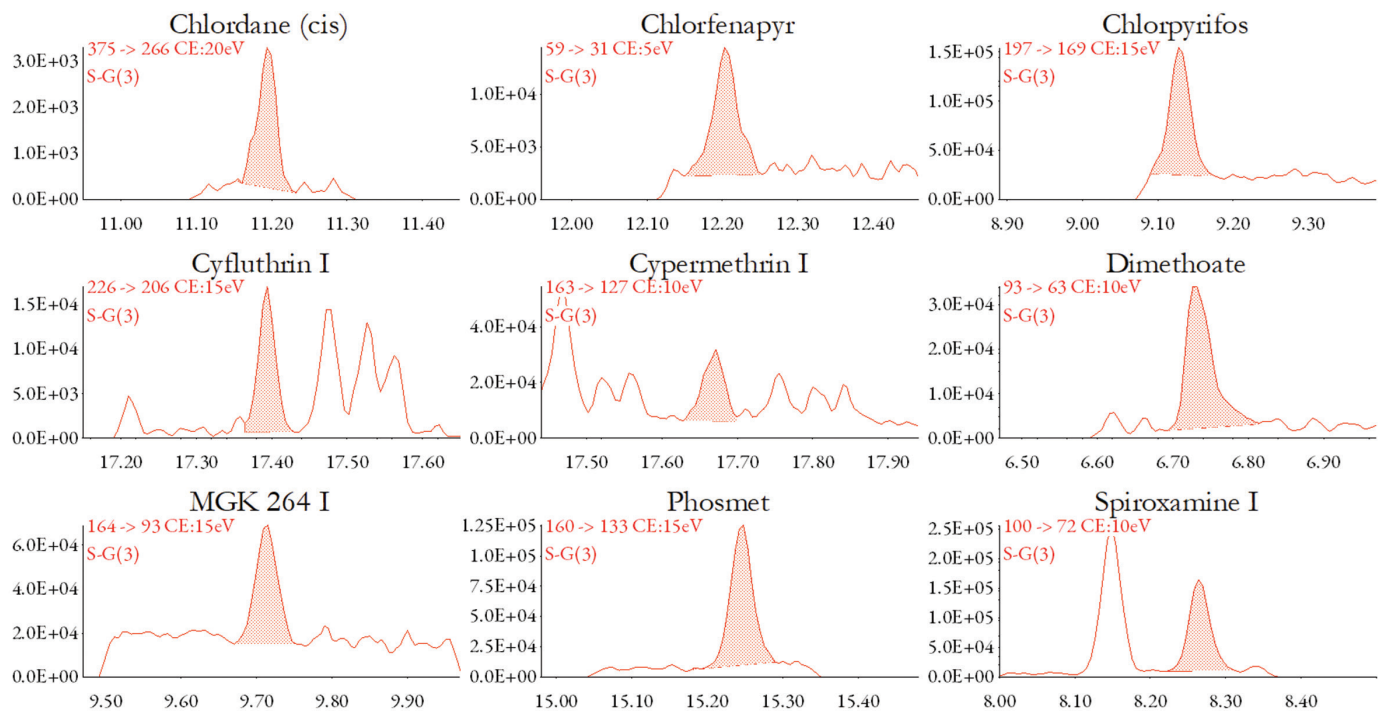 Chlordane (cis)
375 -> 266 CE:20eV
S-G(3)
3.0E+03
2.0E+03
1.0E+03
0.0E+00
11.00 11.10 11.20 11.30 11.40
Chlorfenapyr
59 -> 31 CE:5eV
S-G(3)
1.0E+04
5.0E+03
0.0E+00
12.00 12.10 12.20 12.30 12.40
Chlorpyrifos
197 -> 169 CE:15eV
S-G(3)
1.5E+05
1.0E+05
5.0E+04
0.0E+00
8.90 9.00 9.10 9.20 9.30
Cyfluthrin I
226 -> 206 CE:15eV
S-G(3)
1.5E+04
1.0E+04
5.0E+03
0.0E+00
17.20 17.30 17.40 17.50 17.60
Cypermethrin I
163 -> 127 CE:10eV
S-G(3)
4.0E+04
2.0E+04
0.0E+00
17.50 17.60 17.70 17.80 17.90
Dimethoate
93 -> 63 CE:10eV
S-G(3)
3.0E+04
2.0E+04
1.0E+04
0.0E+00
6.50 6.60 6.70 6.80 6.90
MGK 264 I
164 -> 93 CE:15eV
S-G(3)
6.0E+04
4.0E+04
2.0E+04
0.0E+00
9.50 9.60 9.70 9.80 9.90
Phosmet
160 -> 133 CE:15eV
S-G(3)
1.25E+05
1.0E+05
7.5E+04
5.0E+04
2.5E+04
0.0E+00
15.00 15.10 15.20 15.30 15.40
Spiroxamine I
100 -> 72 CE:10eV
S-G(3)
2.5E+05
2.0E+05
1.5E+05
1.0E+05
5.0E+04
0.0E+00
8.00 8.10 8.20 8.30 8.40